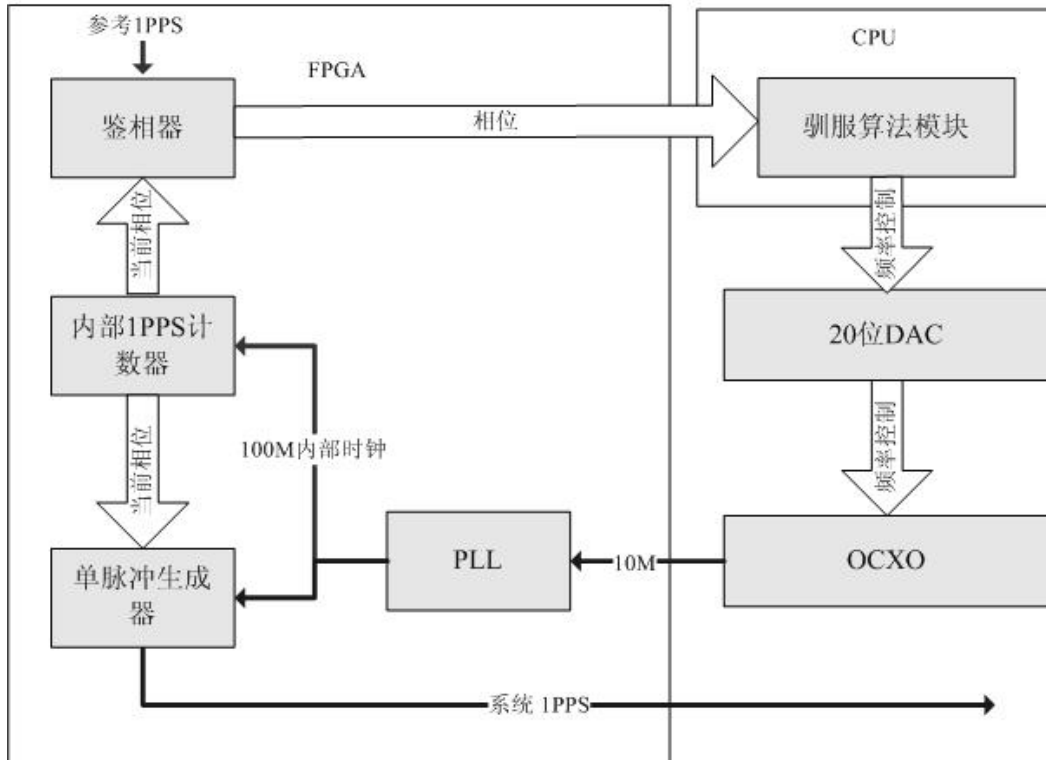 参考1PPS
FPGA
CPU
鉴相器
相位
驯服算法模块
当前相位
频率控制
内部1PPS计
数器
20位DAC
当前相位
100M内部时钟
频率控制
单脉冲生成
器
PLL
10M
OCXO
系统 1PPS